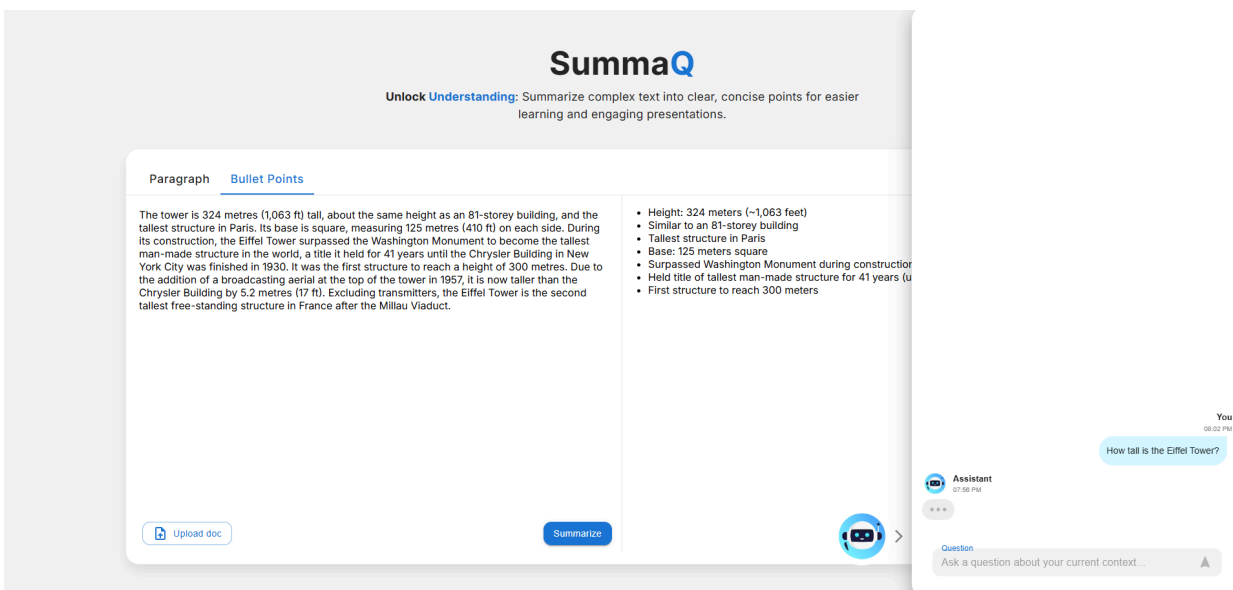 SummaQ
Unlock Understanding: Summarize complex text into clear, concise points for easier
learning and engaging presentations.
Paragraph Bullet Points
The tower is 324 metres (1,063 ft) tall, about the same height as an 81-storey building, and the
tallest structure in Paris. Its base is square, measuring 125 metres (410 ft) on each side. During
its construction, the Eiffel Tower surpassed the Washington Monument to become the tallest
man-made structure in the world, a title it held for 41 years until the Chrysler Building in New
York City was finished in 1930. It was the first structure to reach a height of 300 metres. Due to
the addition of a broadcasting aerial at the top of the tower in 1957, it is now taller than the
Chrysler Building by 5.2 metres (17 ft). Excluding transmitters, the Eiffel Tower is the second
tallest free-standing structure in France after the Millau Viaduct.
• Height: 324 meters (~1,063 feet)
• Similar to an 81-storey building
• Tallest structure in Paris
• Base: 125 meters square
• Surpassed Washington Monument during construction
• Held title of tallest man-made structure for 41 years (u
• First structure to reach 300 meters
Upload doc
Summarize
You
08:02 PM
How tall is the Eiffel Tower?
Assistant
07:56 PM
Question
Ask a question about your current context...